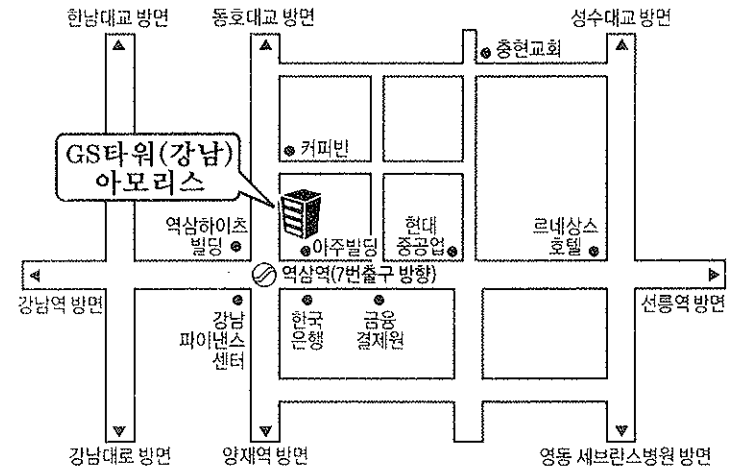 한남대교 방면
동호대교 방면
성수대교 방면
충현교회
커피빈
GS타워(강남)
아모리스
역삼하이츠
빌딩
아주빌딩
현대
중공업
르네상스
호텔
역삼역(7번출구 방향)
강남역 방면
선릉역 방면
강남
파이낸스
센터
한국
은행
금융
결제원
강남대로 방면
양재역 방면
영동 세브란스병원 방면